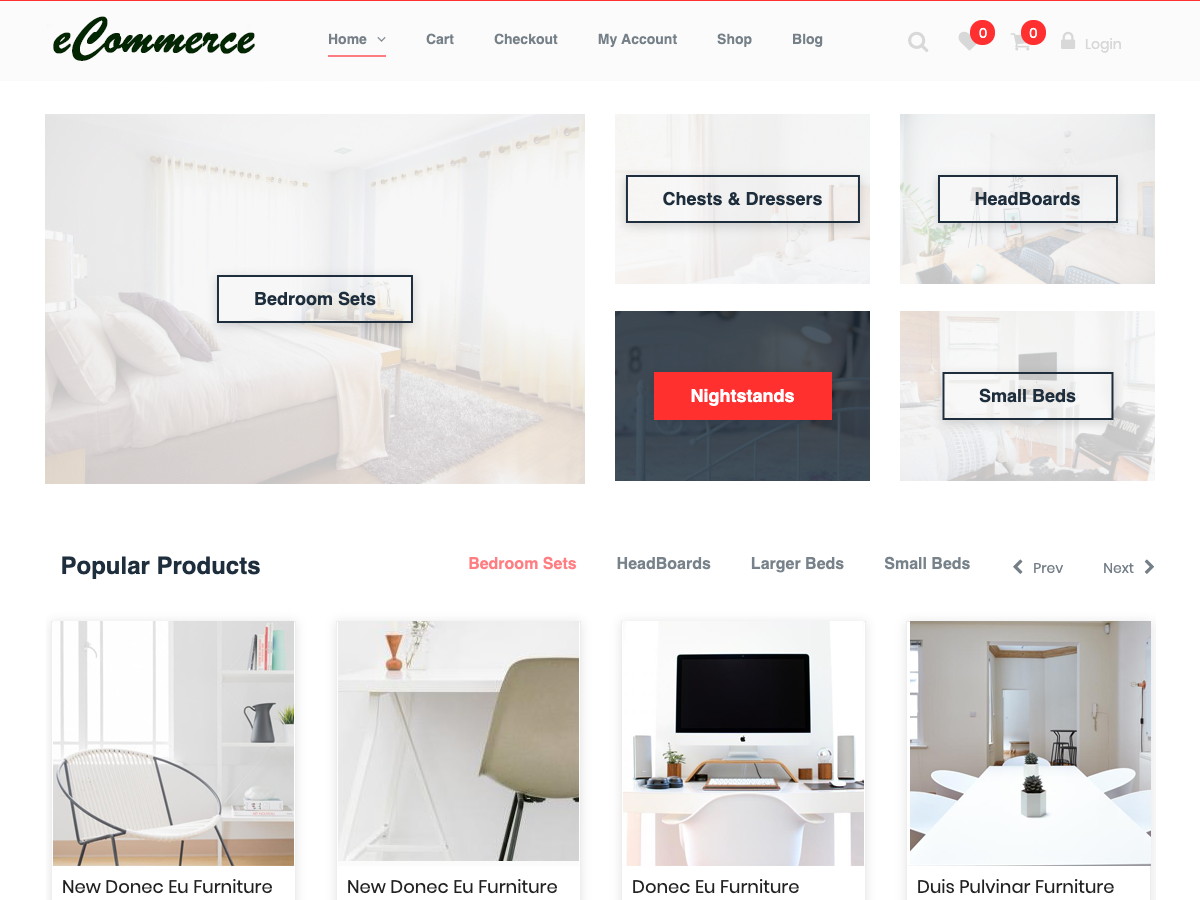 eCommerce
Home
Cart
Checkout
My Account
Shop
Blog
0
0
Login
Bedroom Sets
Chests & Dressers
HeadBoards
Nightstands
Small Beds
Popular Products
Bedroom Sets
HeadBoards
Larger Beds
Small Beds
Prev
Next
New Donec Eu Furniture
New Donec Eu Furniture
Donec Eu Furniture
Duis Pulvinar Furniture